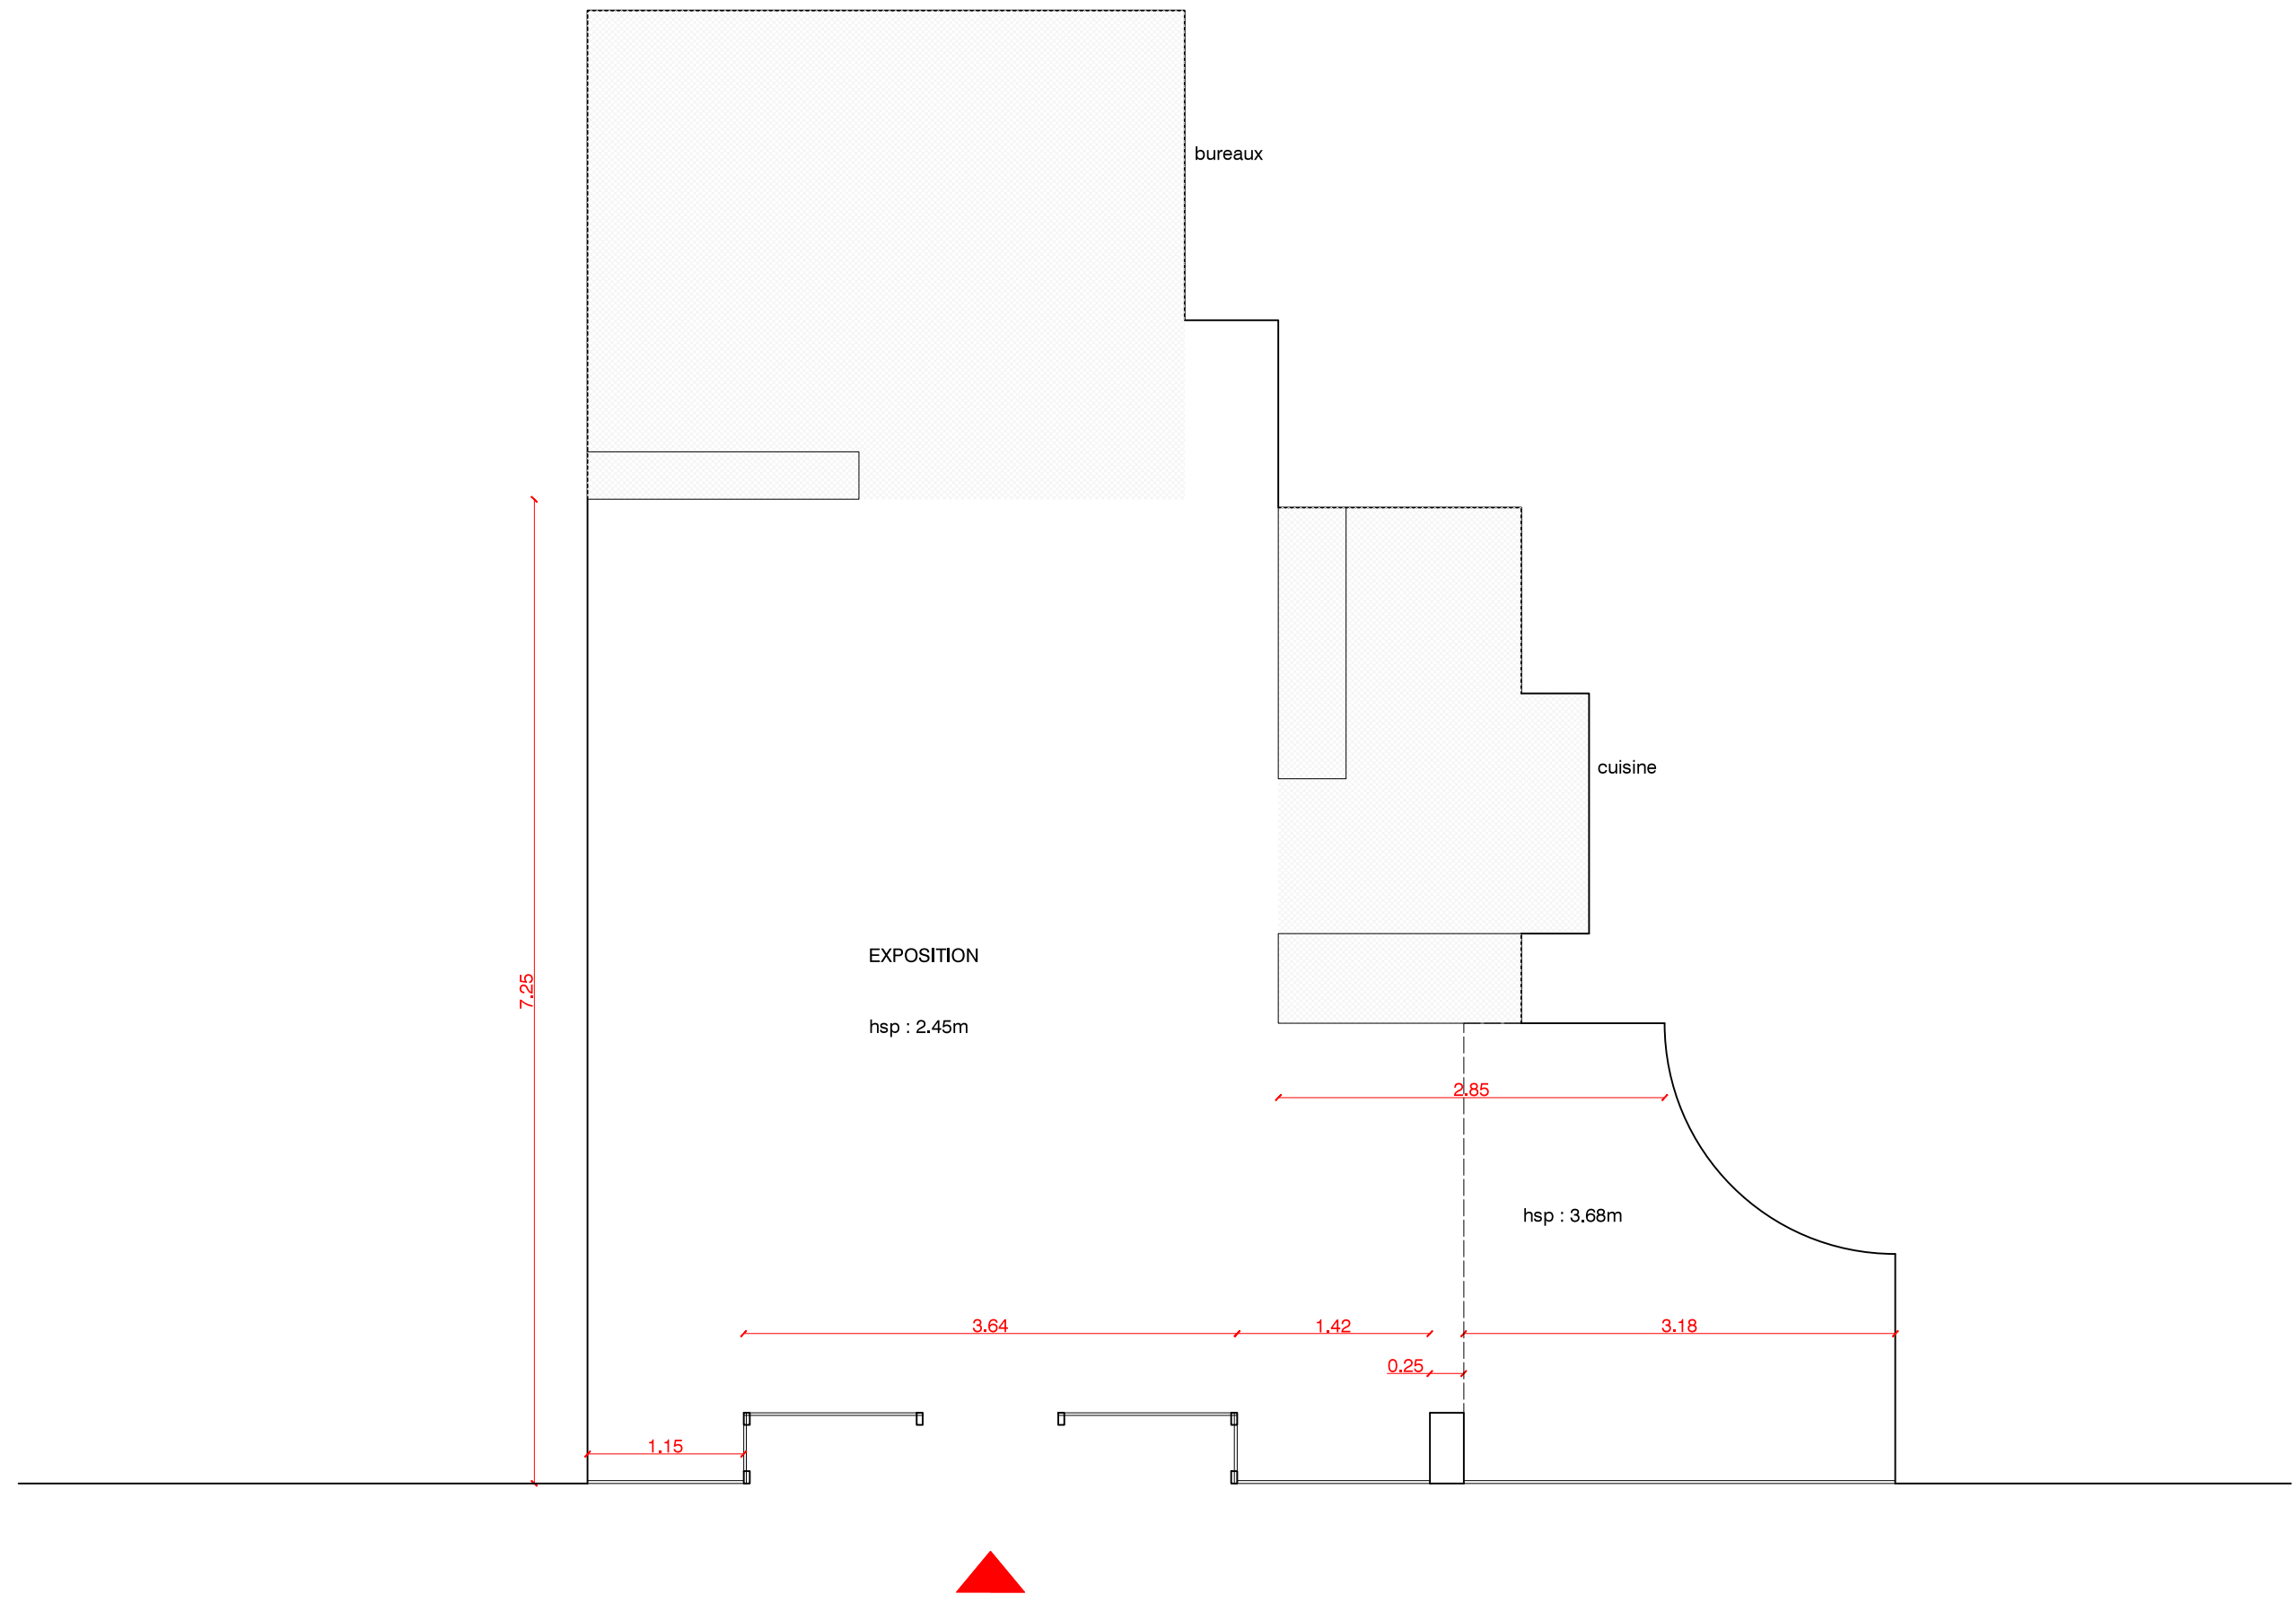 bureaux
cuisine
EXPOSITION
7.25
hsp : 2.45m
2.85
hsp : 3.68m
3.64
1.42
3.18
0.25
1.15